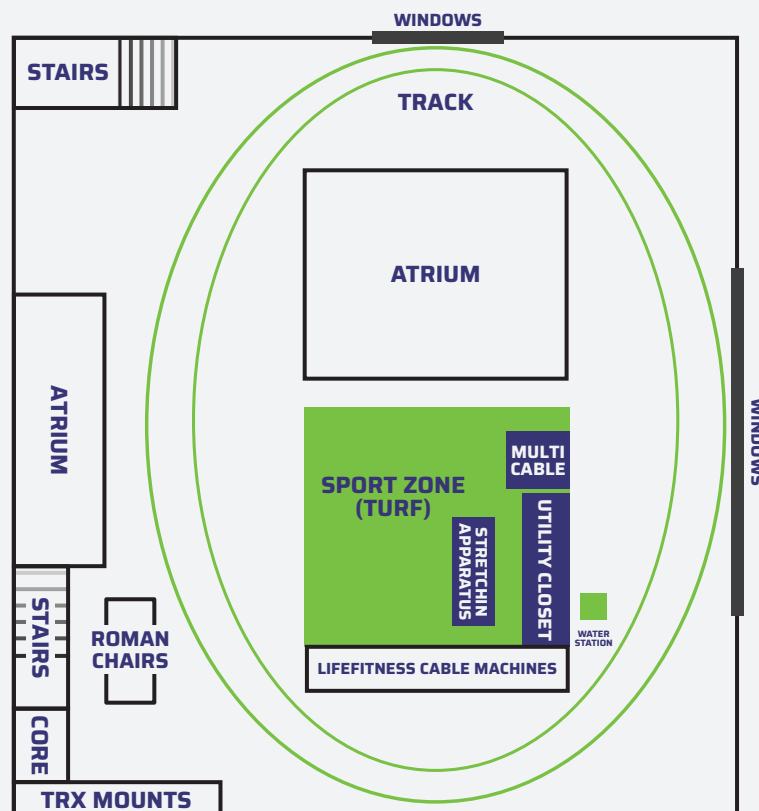 WINDOWS
STAIRS
TRACK
ATRIUM
ATRIUM
WINDOWS
MULTI
CABLE
SPORT ZONE
(TURF)
STRETCHIN
APPARATUS
UTILITY CLOSET
STAIRS
ROMAN
CHAIRS
WATER
STATION
LIFEFITNESS CABLE MACHINES
CORE
TRX MOUNTS